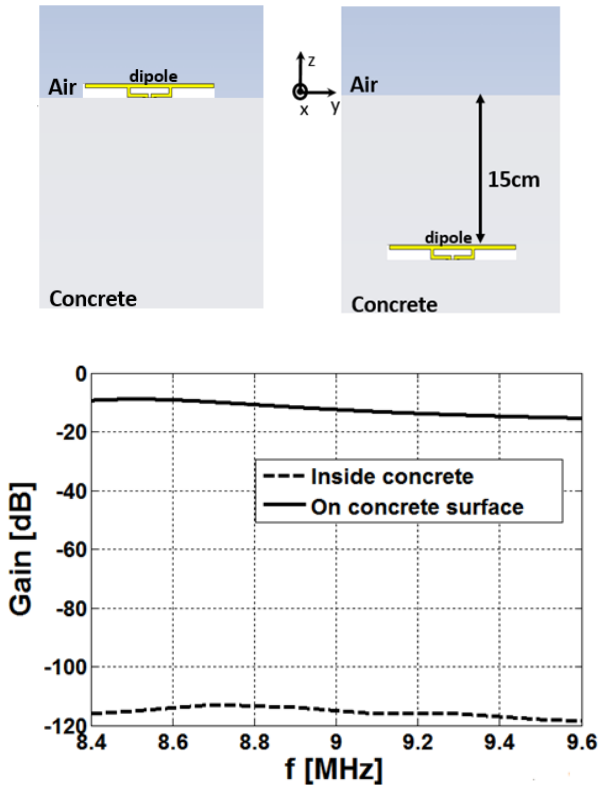 dipole
Air
Concrete
z
y
x
Air
15cm
dipole
Concrete
Gain [dB]
0
-20
-40
-60
-80
-100
-120
Inside concrete
On concrete surface
8.4 8.6 8.8 9 9.2 9.4 9.6
f [MHz]